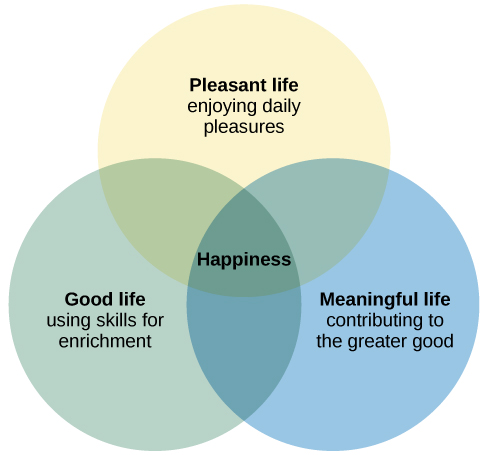 Pleasant life
enjoying daily
pleasures
Happiness
Good life
using skills for
enrichment
Meaningful life
contributing to
the greater good